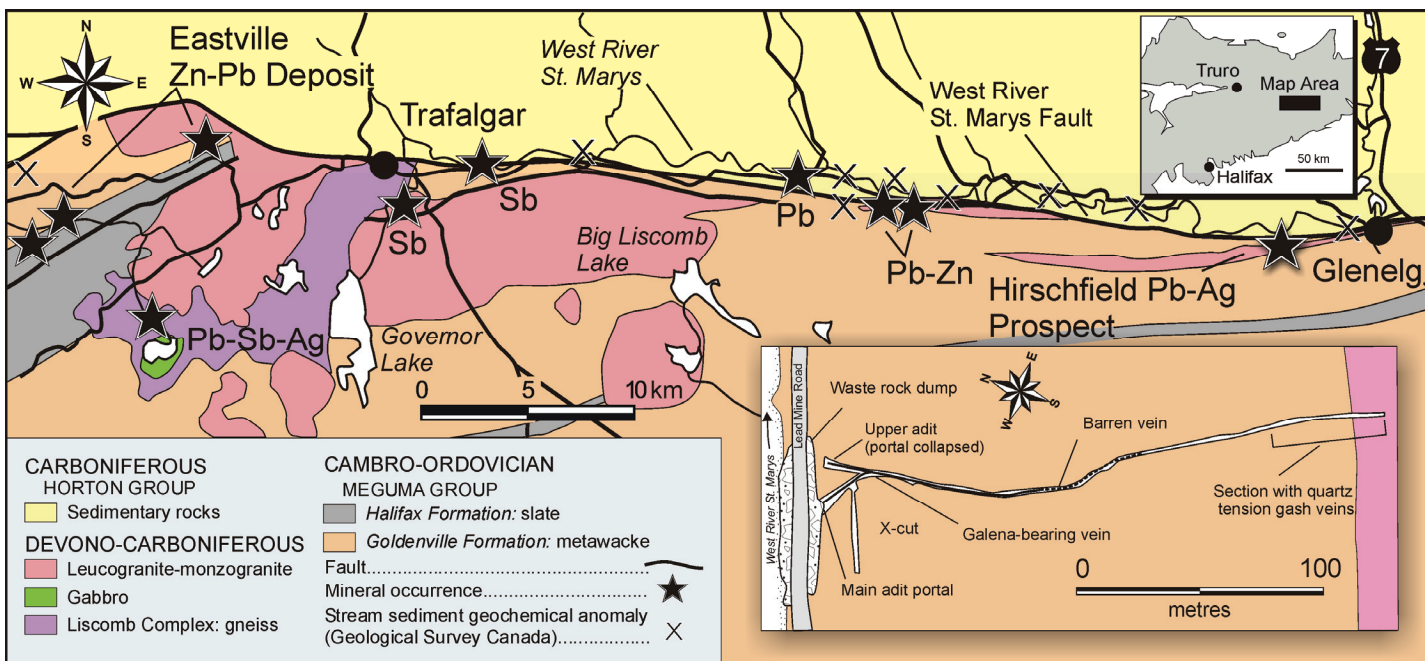 N
W
E
S
Eastville
Zn-Pb Deposit
Trafalgar
West River
St. Marys
West River
St. Marys Fault
7
Truro
Map Area
50 km
Halifax
Sb
Sb
Pb
Pb-Zn
Big Liscomb
Lake
Hirschfield Pb-Ag
Prospect
Glenelg
Pb-Sb-Ag
Governor
Lake
0
5
10 km
CARBONIFEROUS
HORTON GROUP
Sedimentary rocks
DEVONO-CARBONIFEROUS
Leucogranite-monzogranite
Gabbro
Liscomb Complex: gneiss
CAMBRO-ORDOVICIAN
MEGUMA GROUP
Halifax Formation: slate
Goldenville Formation: metawacke
Fault
Mineral occurrence
Stream sediment geochemical anomaly
(Geological Survey Canada)
West River St. Marys
Lead Mine Road
Waste rock dump
Upper adit
(portal collapsed)
N
E
S
W
Barren vein
X-cut
Galena-bearing vein
Main adit portal
Section with quartz
tension gash veins
0
100
metres